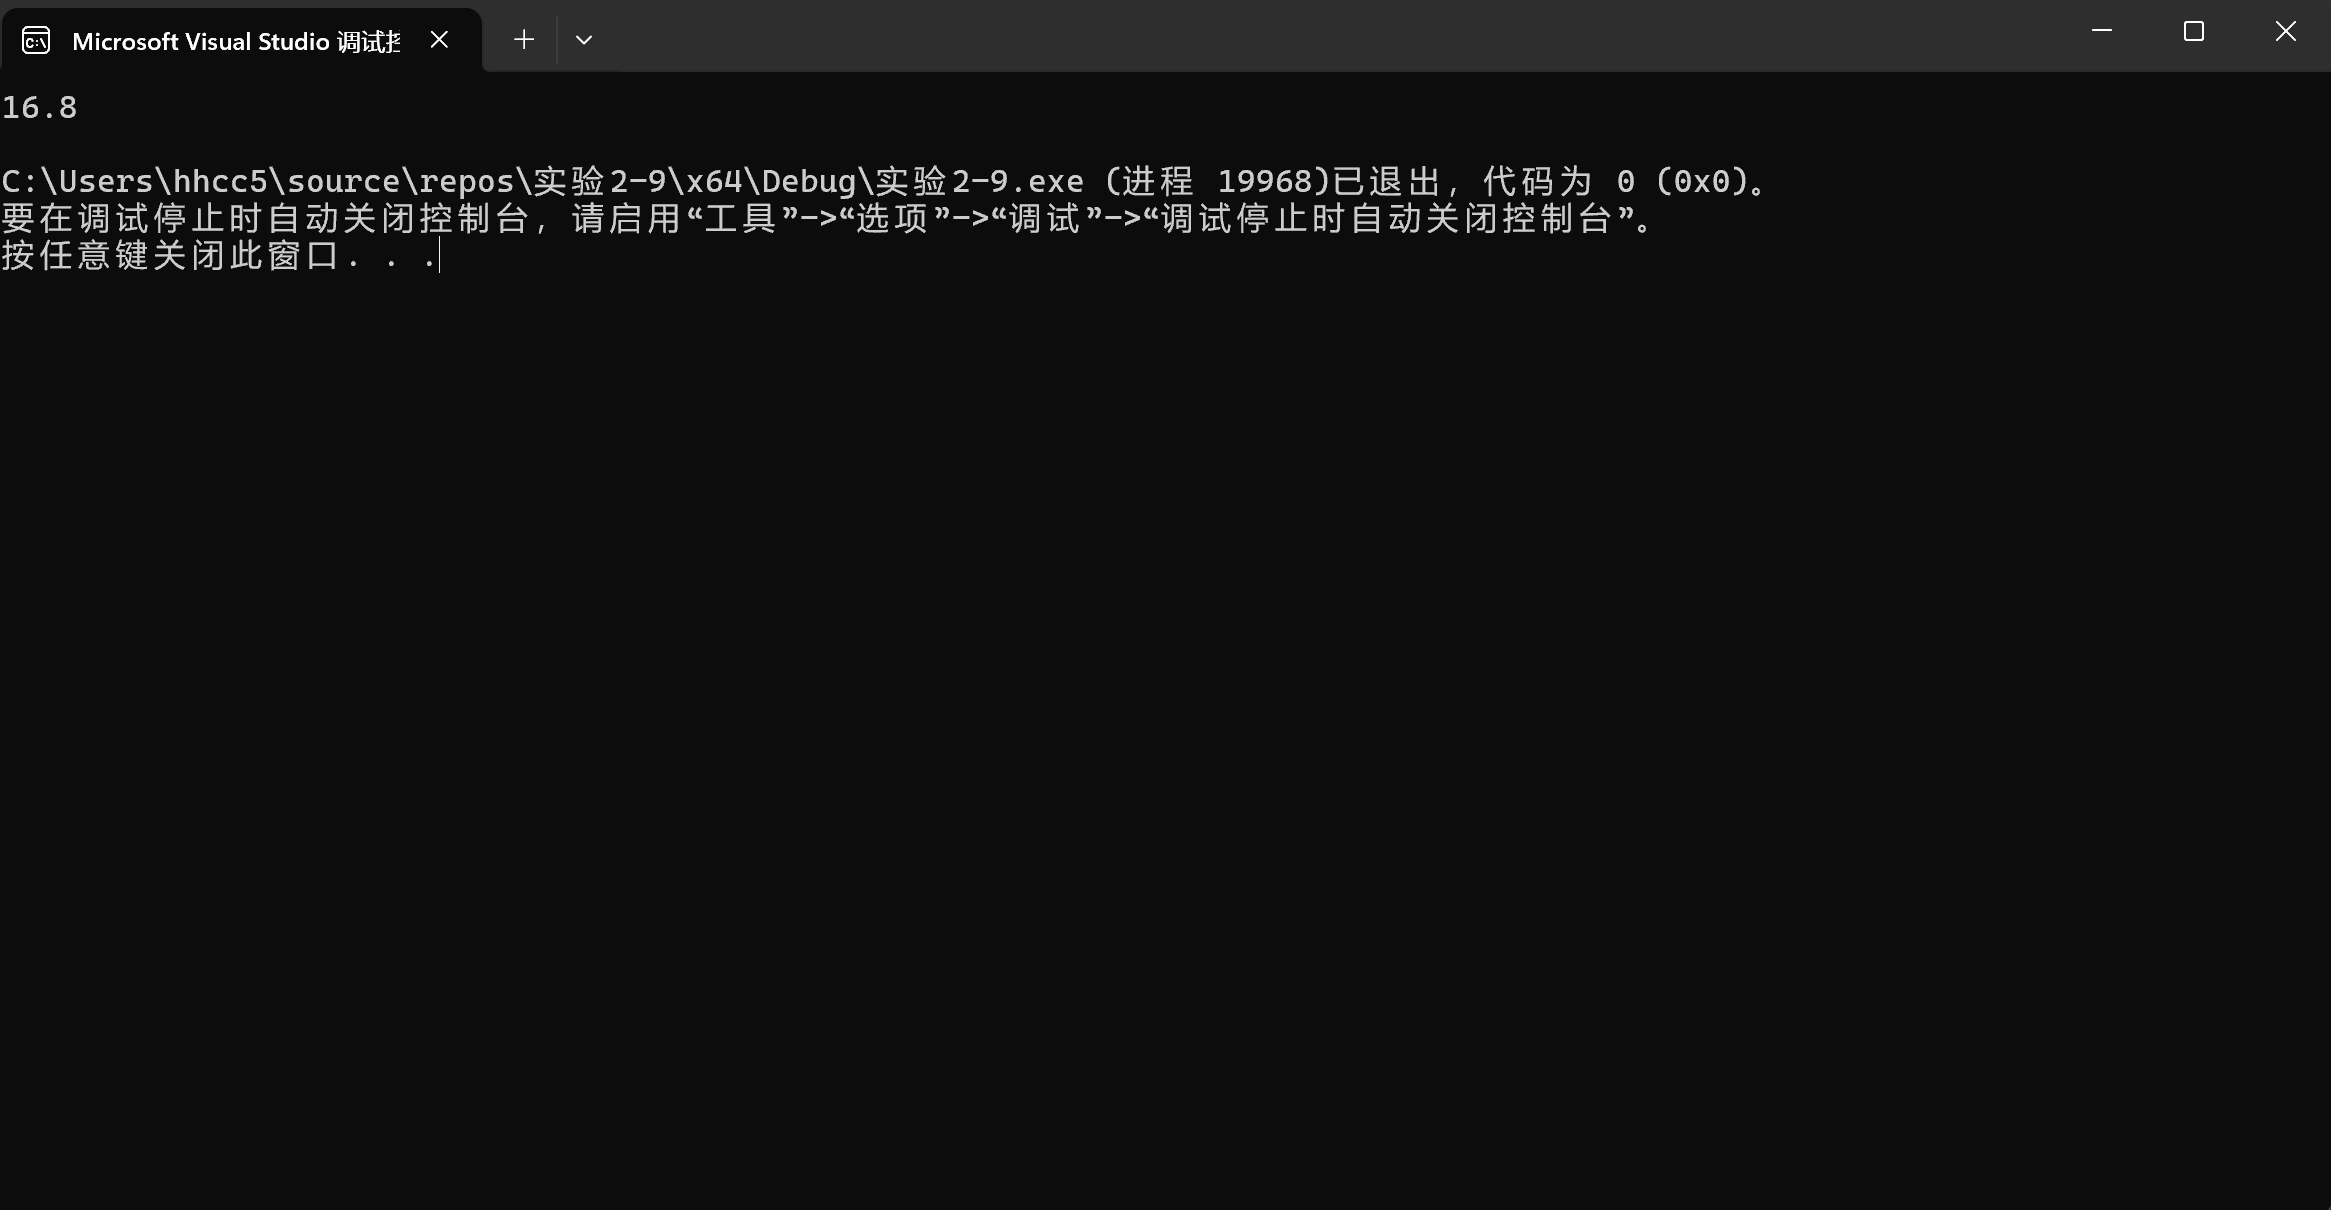 Microsoft Visual Studio 调试
16.8
C:\Users\hhcc5\source\repos\实验2-9\x64\Debug\实验2-9.exe (进程 19968)已退出，代码为 0 (0x0)。
要在调试停止时自动关闭控制台，请启用“工具”->“选项”->“调试”->“调试停止时自动关闭控制台”。
按任意键关闭此窗口. . .